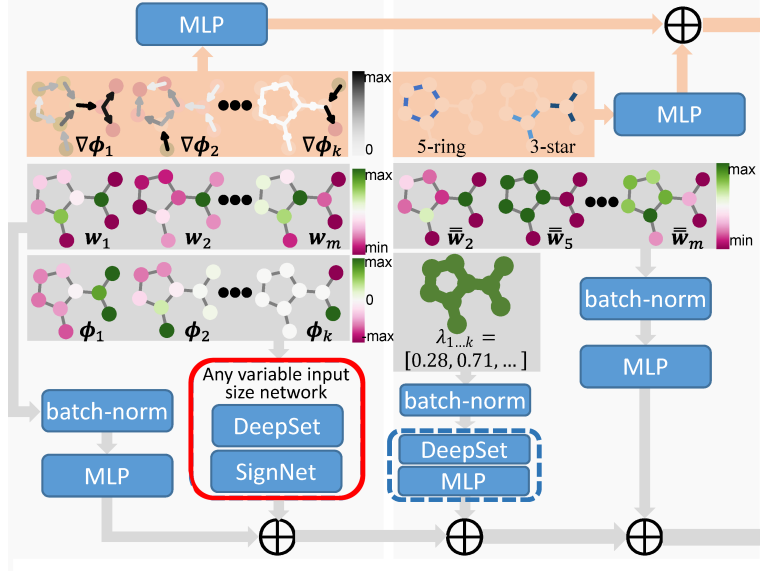 MLP
max
0
∇ϕ₁
∇ϕ₂
∇ϕₖ
5-ring
3-star
MLP
max
min
w₁
w₂
wₘ
max
min
w̿₂
w̿₅
w̿ₘ
max
0
-max
ϕ₁
ϕ₂
ϕₖ
λ₁…ₖ =
[0.28, 0.71, … ]
batch-norm
MLP
Any variable input
size network
DeepSet
SignNet
batch-norm
MLP
batch-norm
DeepSet
MLP